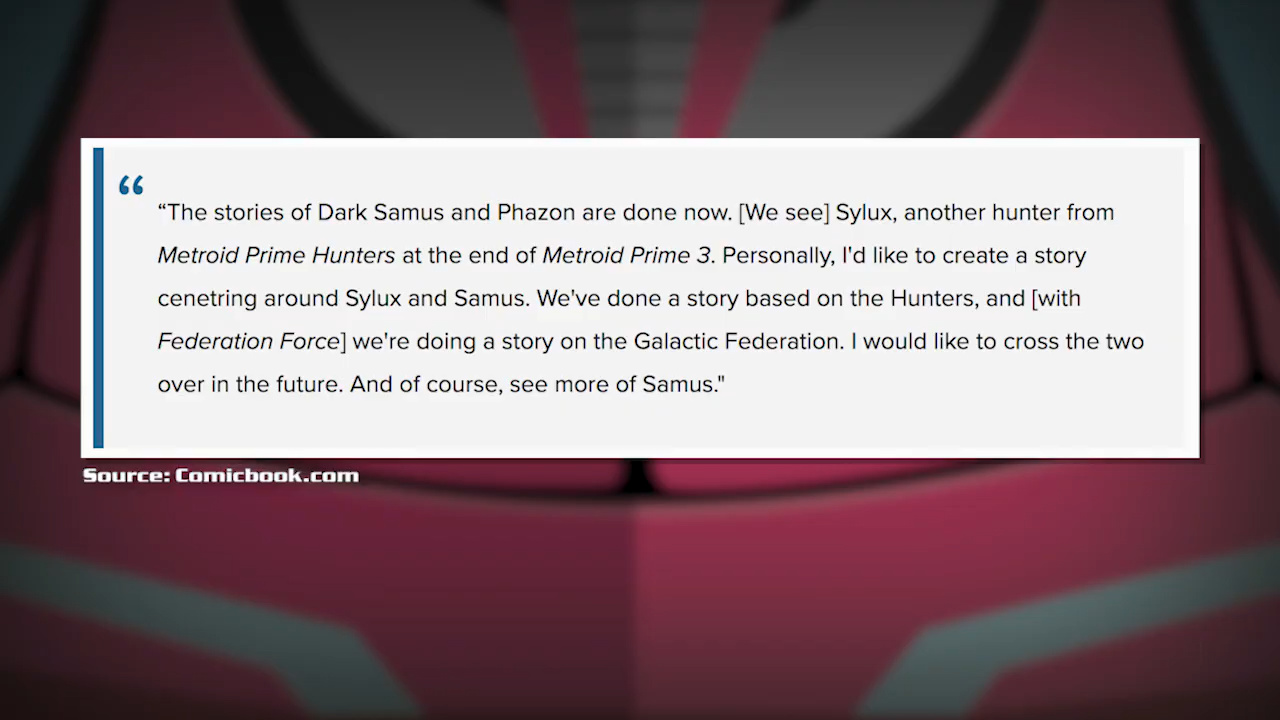 “
“The stories of Dark Samus and Phazon are done now. [We see] Sylux, another hunter from
Metroid Prime Hunters at the end of Metroid Prime 3. Personally, I'd like to create a story
cenetring around Sylux and Samus. We've done a story based on the Hunters, and [with
Federation Force] we're doing a story on the Galactic Federation. I would like to cross the two
over in the future. And of course, see more of Samus."
Source: Comicbook.com